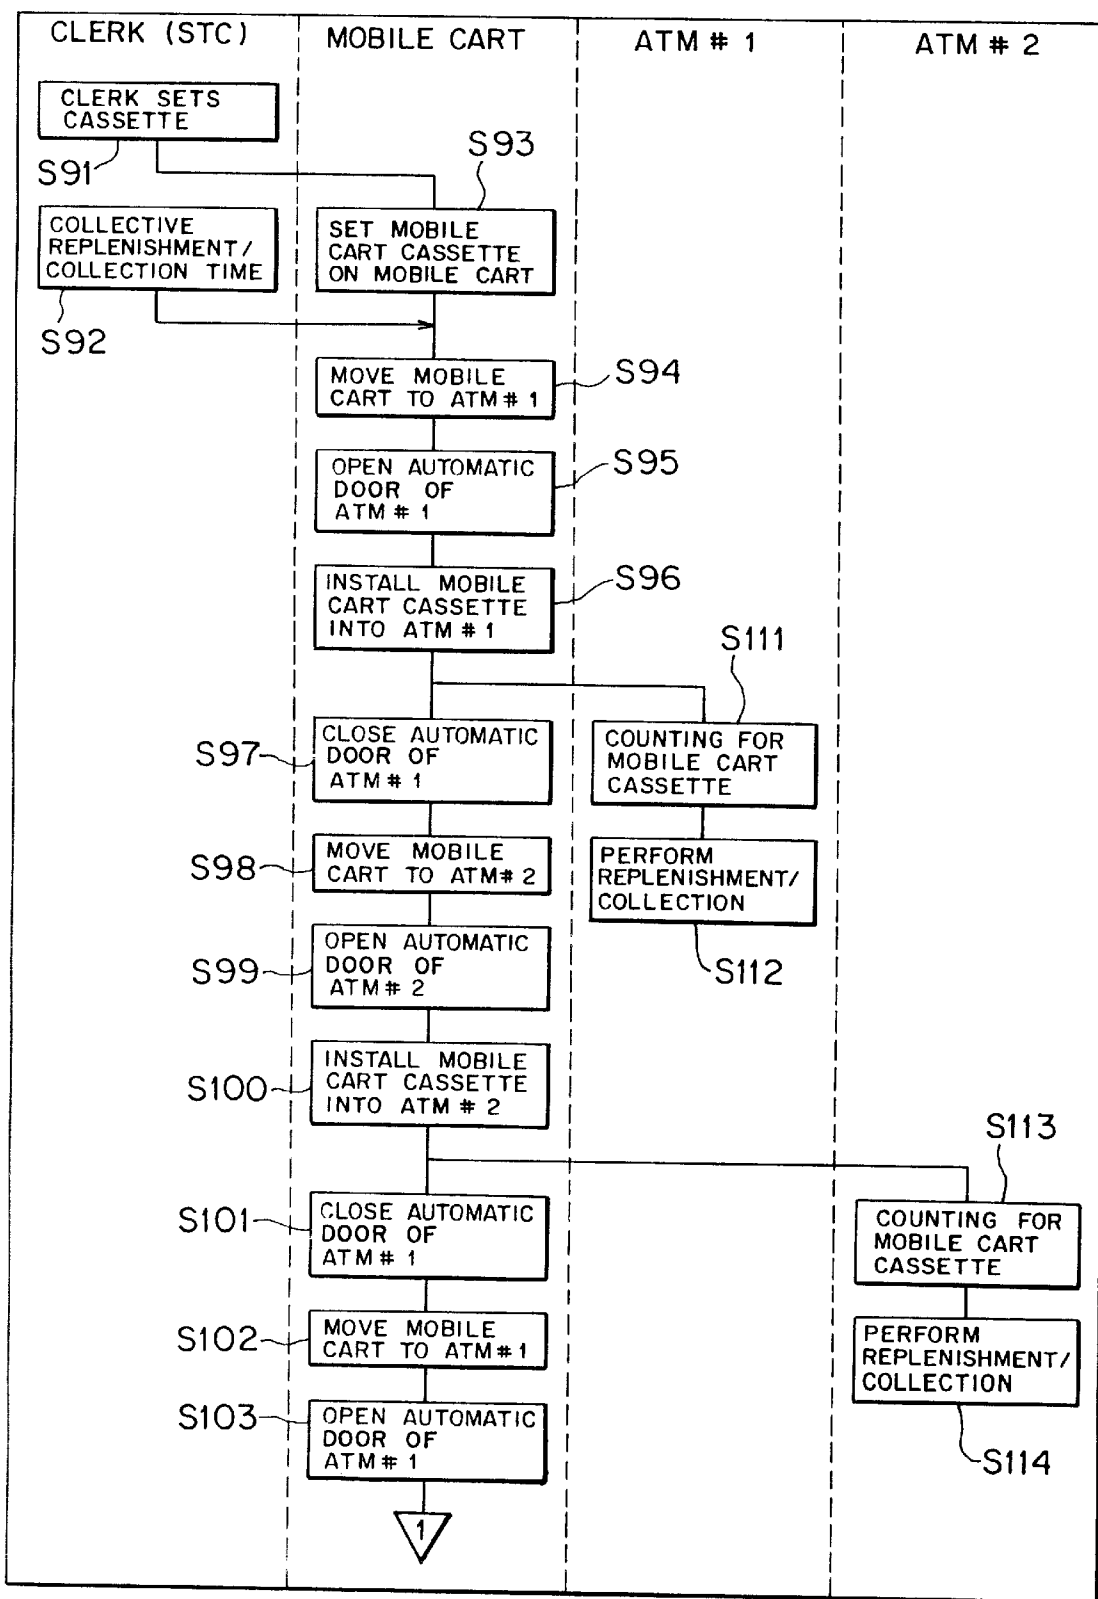 CLERK (STC)
MOBILE CART
ATM # 1
ATM # 2
CLERK SETS
CASSETTE
S91
S93
COLLECTIVE
REPLENISHMENT/
COLLECTION TIME
S92
SET MOBILE
CART CASSETTE
ON MOBILE CART
MOVE MOBILE
CART TO ATM # 1
S94
OPEN AUTOMATIC
DOOR OF
ATM # 1
S95
INSTALL MOBILE
CART CASSETTE
INTO ATM # 1
S96
S111
S97
CLOSE AUTOMATIC
DOOR OF
ATM # 1
COUNTING FOR
MOBILE CART
CASSETTE
S98
MOVE MOBILE
CART TO ATM # 2
PERFORM
REPLENISHMENT/
COLLECTION
S112
S99
OPEN AUTOMATIC
DOOR OF
ATM # 2
S100
INSTALL MOBILE
CART CASSETTE
INTO ATM # 2
S113
S101
CLOSE AUTOMATIC
DOOR OF
ATM # 1
COUNTING FOR
MOBILE CART
CASSETTE
S102
MOVE MOBILE
CART TO ATM # 1
PERFORM
REPLENISHMENT/
COLLECTION
S114
S103
OPEN AUTOMATIC
DOOR OF
ATM # 1
1